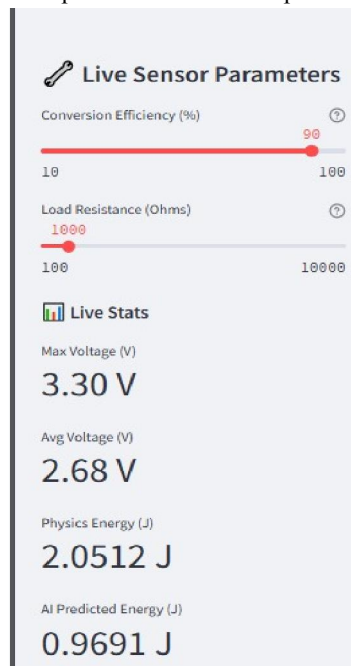 Live Sensor Parameters
Conversion Efficiency (%)
90
10 100
Load Resistance (Ohms)
1000
100 10000
Live Stats
Max Voltage (V)
3.30 V
Avg Voltage (V)
2.68 V
Physics Energy (J)
2.0512 J
AI Predicted Energy (J)
0.9691 J